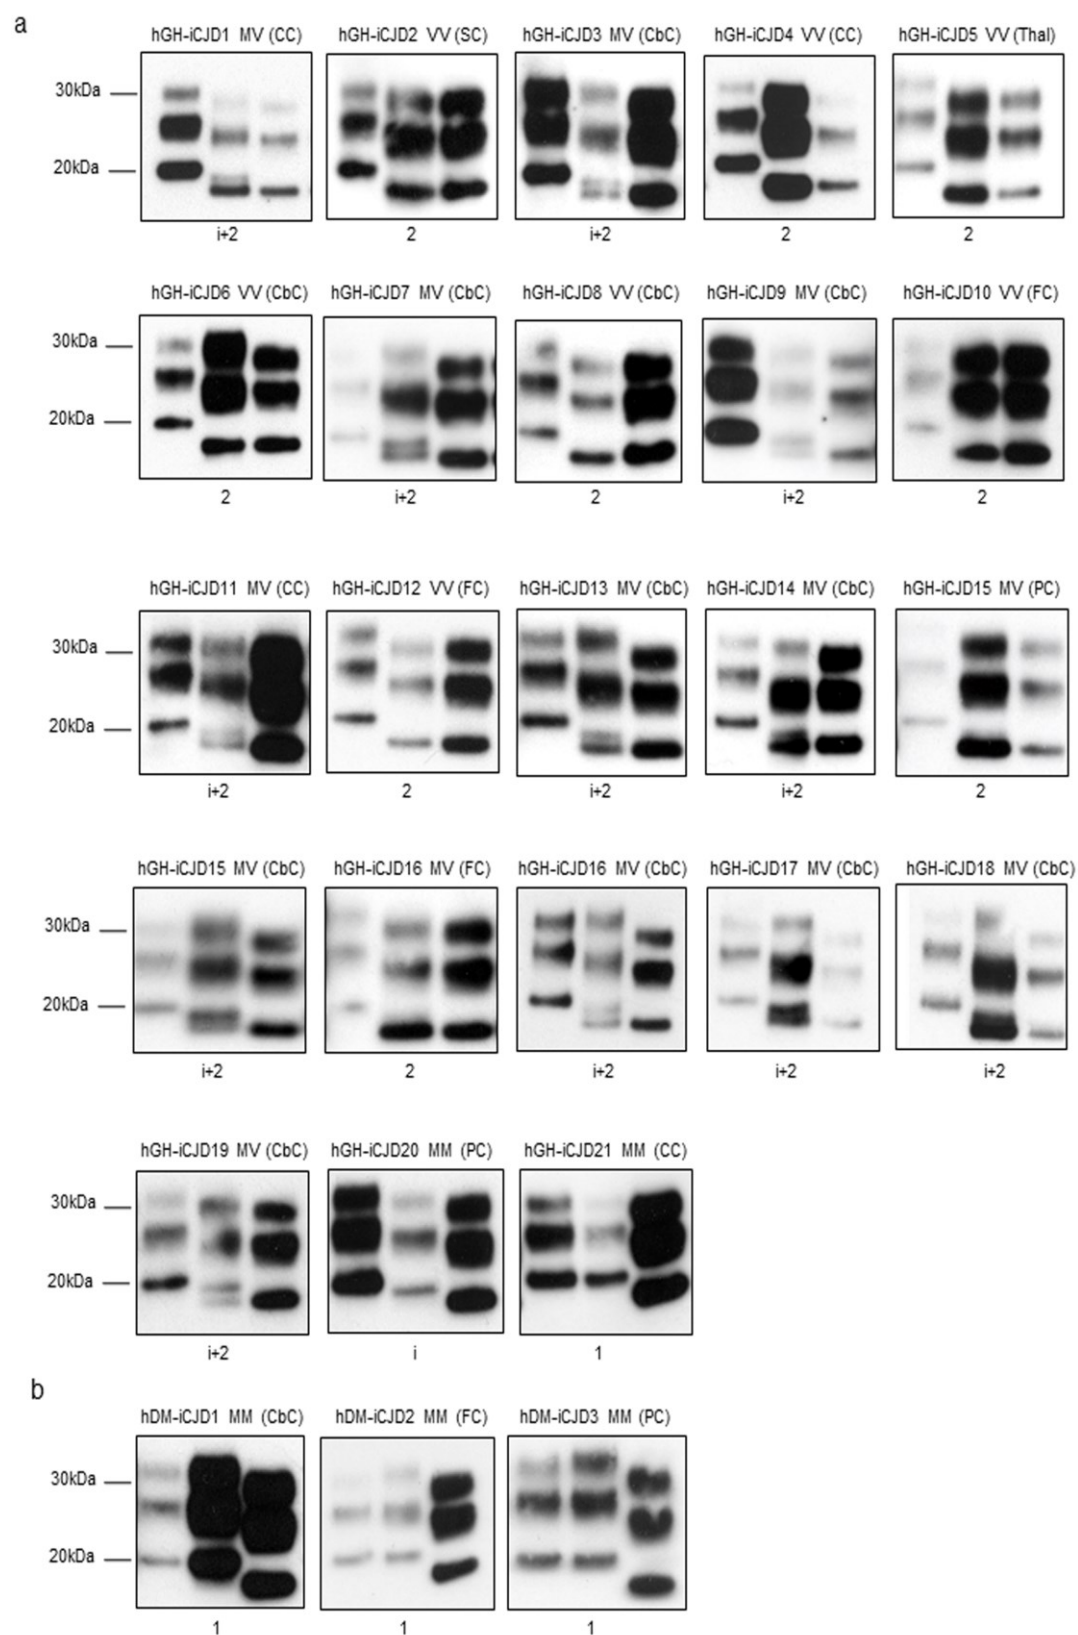 a
hGH-iCJD1 MV (CC) hGH-iCJD2 VV (SC) hGH-iCJD3 MV (CbC) hGH-iCJD4 VV (CC) hGH-iCJD5 VV (Thal)
30kDa
20kDa
i+2 2 i+2 2 2
hGH-iCJD6 VV (CbC) hGH-iCJD7 MV (CbC) hGH-iCJD8 VV (CbC) hGH-iCJD9 MV (CbC) hGH-iCJD10 VV (FC)
30kDa
20kDa
2 i+2 2 i+2 2
hGH-iCJD11 MV (CC) hGH-iCJD12 VV (FC) hGH-iCJD13 MV (CbC) hGH-iCJD14 MV (CbC) hGH-iCJD15 MV (PC)
30kDa
20kDa
i+2 2 i+2 i+2 2
hGH-iCJD15 MV (CbC) hGH-iCJD16 MV (FC) hGH-iCJD16 MV (CbC) hGH-iCJD17 MV (CbC) hGH-iCJD18 MV (CbC)
30kDa
20kDa
i+2 2 i+2 i+2 i+2
hGH-iCJD19 MV (CbC) hGH-iCJD20 MM (PC) hGH-iCJD21 MM (CC)
30kDa
20kDa
i+2 i 1
b
hDM-iCJD1 MM (CbC) hDM-iCJD2 MM (FC) hDM-iCJD3 MM (PC)
30kDa
20kDa
1 1 1